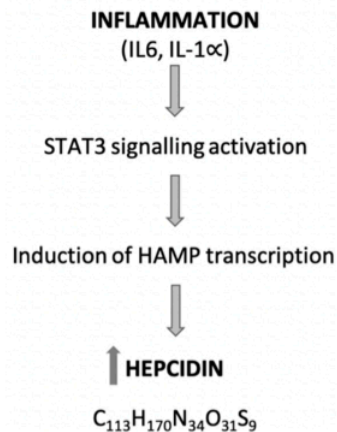 INFLAMMATION
(IL6, IL-1∝)
STAT3 signalling activation
Induction of HAMP transcription
HEPCIDIN
C₁₁₃H₁₇₀N₃₄O₃₁S₉